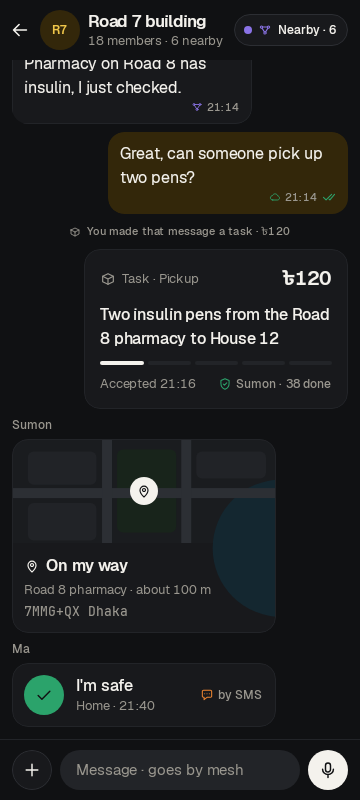 R7
Road 7 building
18 members · 6 nearby
Nearby · 6
Pharmacy on Road 8 has
insulin, I just checked.
21:14
Great, can someone pick up
two pens?
21:14
You made that message a task · ৳120
Task · Pickup
৳120
Two insulin pens from the Road
8 pharmacy to House 12
Accepted 21:16
Sumon · 38 done
Sumon
On my way
Road 8 pharmacy · about 100 m
7MMG+QX Dhaka
Ma
I'm safe
Home · 21:40
by SMS
Message · goes by mesh